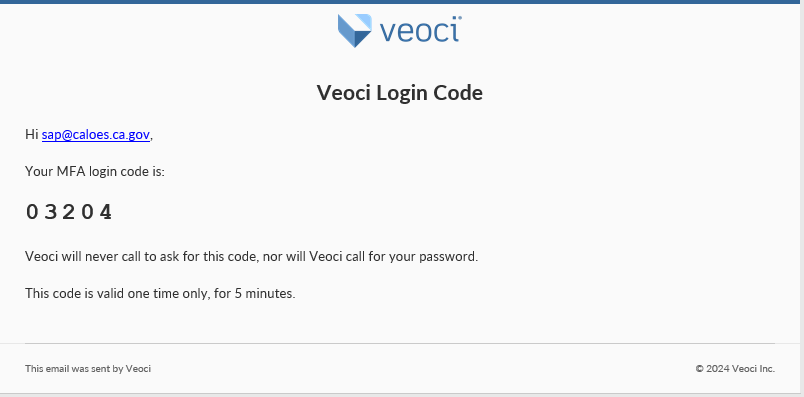 veoci
Veoci Login Code
Hi sap@caloes.ca.gov,
Your MFA login code is:
03204
Veoci will never call to ask for this code, nor will Veoci call for your password.
This code is valid one time only, for 5 minutes.
This email was sent by Veoci
© 2024 Veoci Inc.